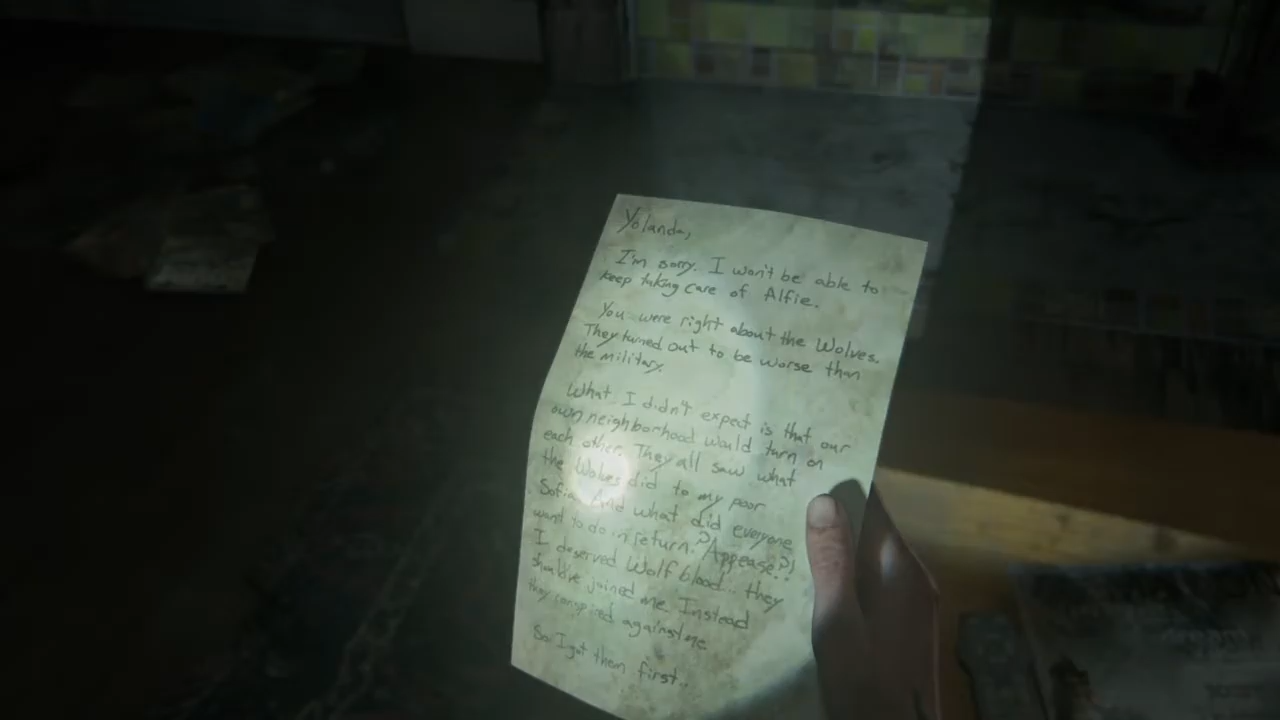 Yolanda,
I'm sorry. I won't be able to
keep taking care of Alfie.
You were right about the Wolves.
They turned out to be worse than
the military.
What I didn't expect is that our
own neighborhood would turn on
each other. They all saw what
the Wolves did to my poor
Sofia. And what did everyone
want to do in return? Appease?!
I deserved Wolf blood... they
should've joined me. Instead
they conspired against me.
So I got them first..